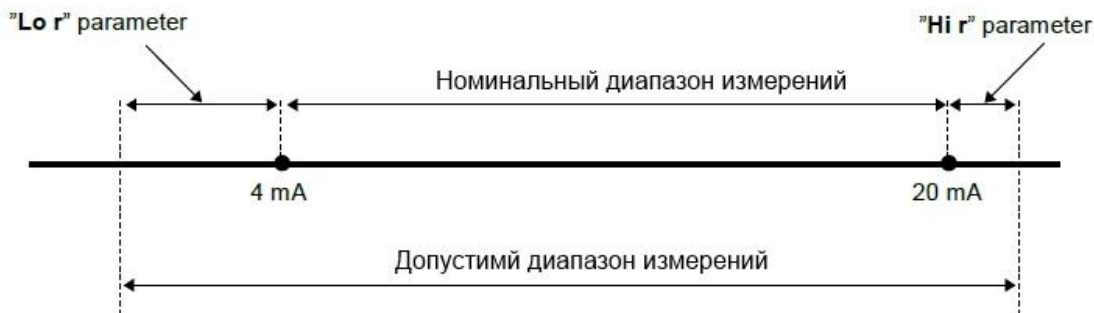 "Lo r" parameter
"Hi r" parameter
Номинальный диапазон измерений
4 mA
20 mA
Допустимй диапазон измерений